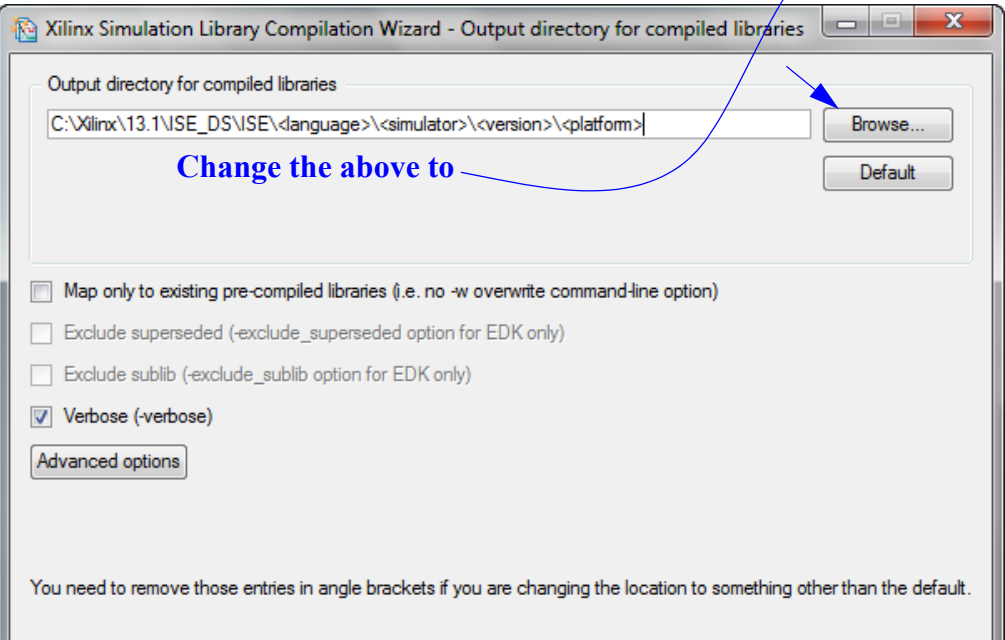 Xilinx Simulation Library Compilation Wizard - Output directory for compiled libraries
Output directory for compiled libraries
C:\Xilinx\13.1\ISE_DS\ISE\<language>\<simulator>\<version>\<platform>
Browse...
Change the above to
Default
Map only to existing pre-compiled libraries (i.e. no -w overwrite command-line option)
Exclude superseded (-exclude_superseded option for EDK only)
Exclude sublib (-exclude_sublib option for EDK only)
Verbose (-verbose)
Advanced options
You need to remove those entries in angle brackets if you are changing the location to something other than the default.